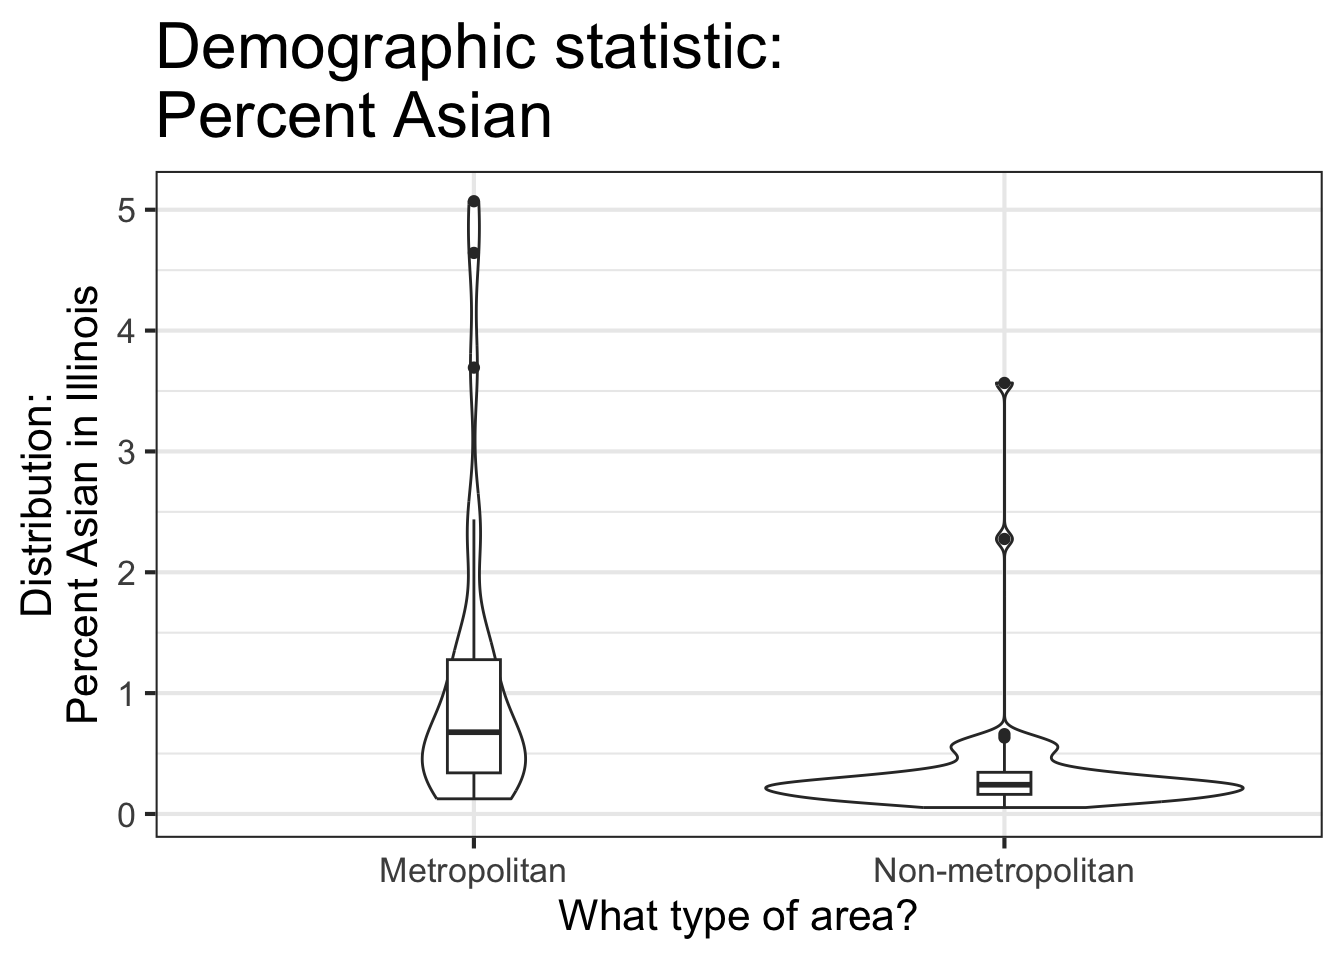 Demographic statistic:
Percent Asian
Distribution:
Percent Asian in Illinois
5
4
3
2
1
0
Metropolitan
Non-metropolitan
What type of area?